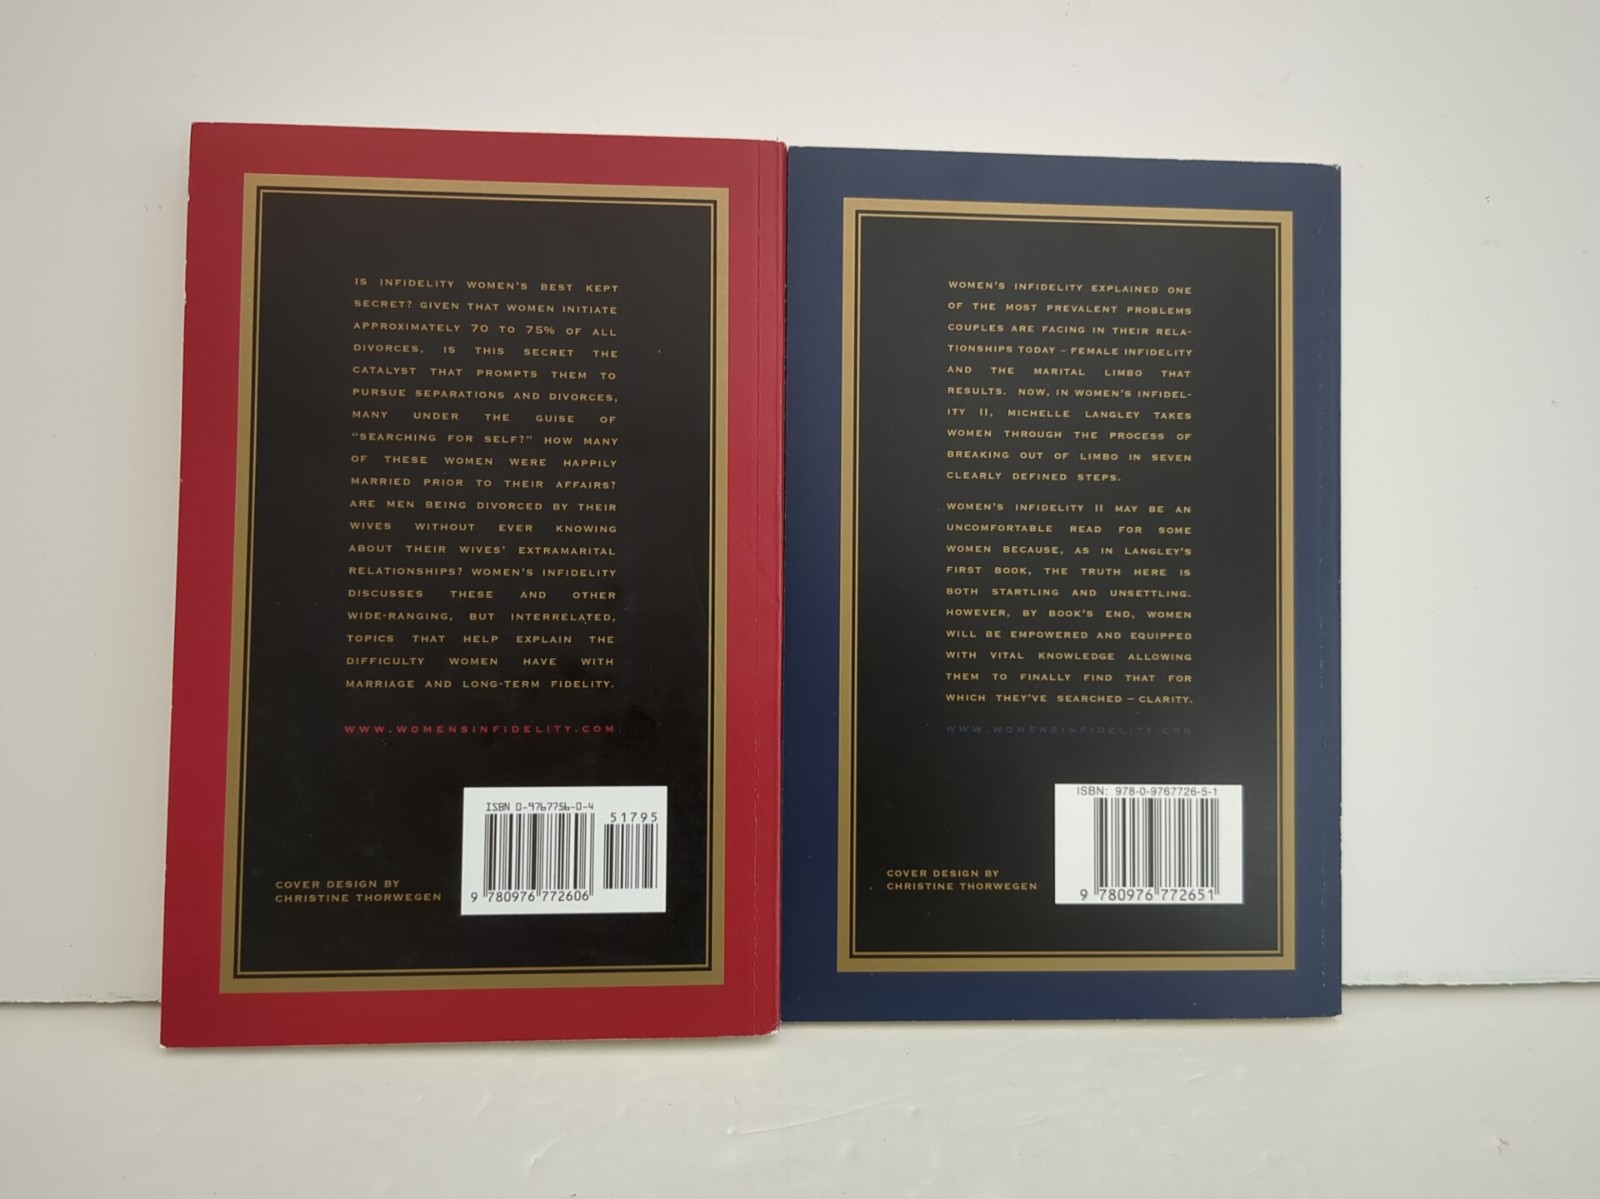 IS INFIDELITY WOMEN'S BEST KEPT
SECRET? GIVEN THAT WOMEN INITIATE
APPROXIMATELY 70 TO 75% OF ALL
DIVORCES, IS THIS SECRET THE
CATALYST THAT PROMPTS THEM TO
PURSUE SEPARATIONS AND DIVORCES,
MANY UNDER THE GUISE OF
"SEARCHING FOR SELF?" HOW MANY
OF THESE WOMEN WERE HAPPILY
MARRIED PRIOR TO THEIR AFFAIRS?
ARE MEN BEING DIVORCED BY THEIR
WIVES WITHOUT EVER KNOWING
ABOUT THEIR WIVES' EXTRAMARITAL
RELATIONSHIPS? WOMEN'S INFIDELITY
DISCUSSES THESE AND OTHER
WIDE-RANGING, BUT INTERRELATED,
TOPICS THAT HELP EXPLAIN THE
DIFFICULTY WOMEN HAVE WITH
MARRIAGE AND LONG-TERM FIDELITY.
WWW.WOMENSINFIDELITY.COM
ISBN 0-9767756-0-4
51795
9 780976 772606
COVER DESIGN BY
CHRISTINE THORWEGEN
WOMEN'S INFIDELITY EXPLAINED ONE
OF THE MOST PREVALENT PROBLEMS
COUPLES ARE FACING IN THEIR RELA-
TIONSHIPS TODAY – FEMALE INFIDELITY
AND THE MARITAL LIMBO THAT
RESULTS. NOW, IN WOMEN'S INFIDEL-
ITY II, MICHELLE LANGLEY TAKES
WOMEN THROUGH THE PROCESS OF
BREAKING OUT OF LIMBO IN SEVEN
CLEARLY DEFINED STEPS.
WOMEN'S INFIDELITY II MAY BE AN
UNCOMFORTABLE READ FOR SOME
WOMEN BECAUSE, AS IN LANGLEY'S
FIRST BOOK, THE TRUTH HERE IS
BOTH STARTLING AND UNSETTLING.
HOWEVER, BY BOOK'S END, WOMEN
WILL BE EMPOWERED AND EQUIPPED
WITH VITAL KNOWLEDGE ALLOWING
THEM TO FINALLY FIND THAT FOR
WHICH THEY'VE SEARCHED – CLARITY.
WWW.WOMENSINFIDELITY.COM
ISBN: 978-0-9767726-5-1
9 780976 772651
COVER DESIGN BY
CHRISTINE THORWEGEN